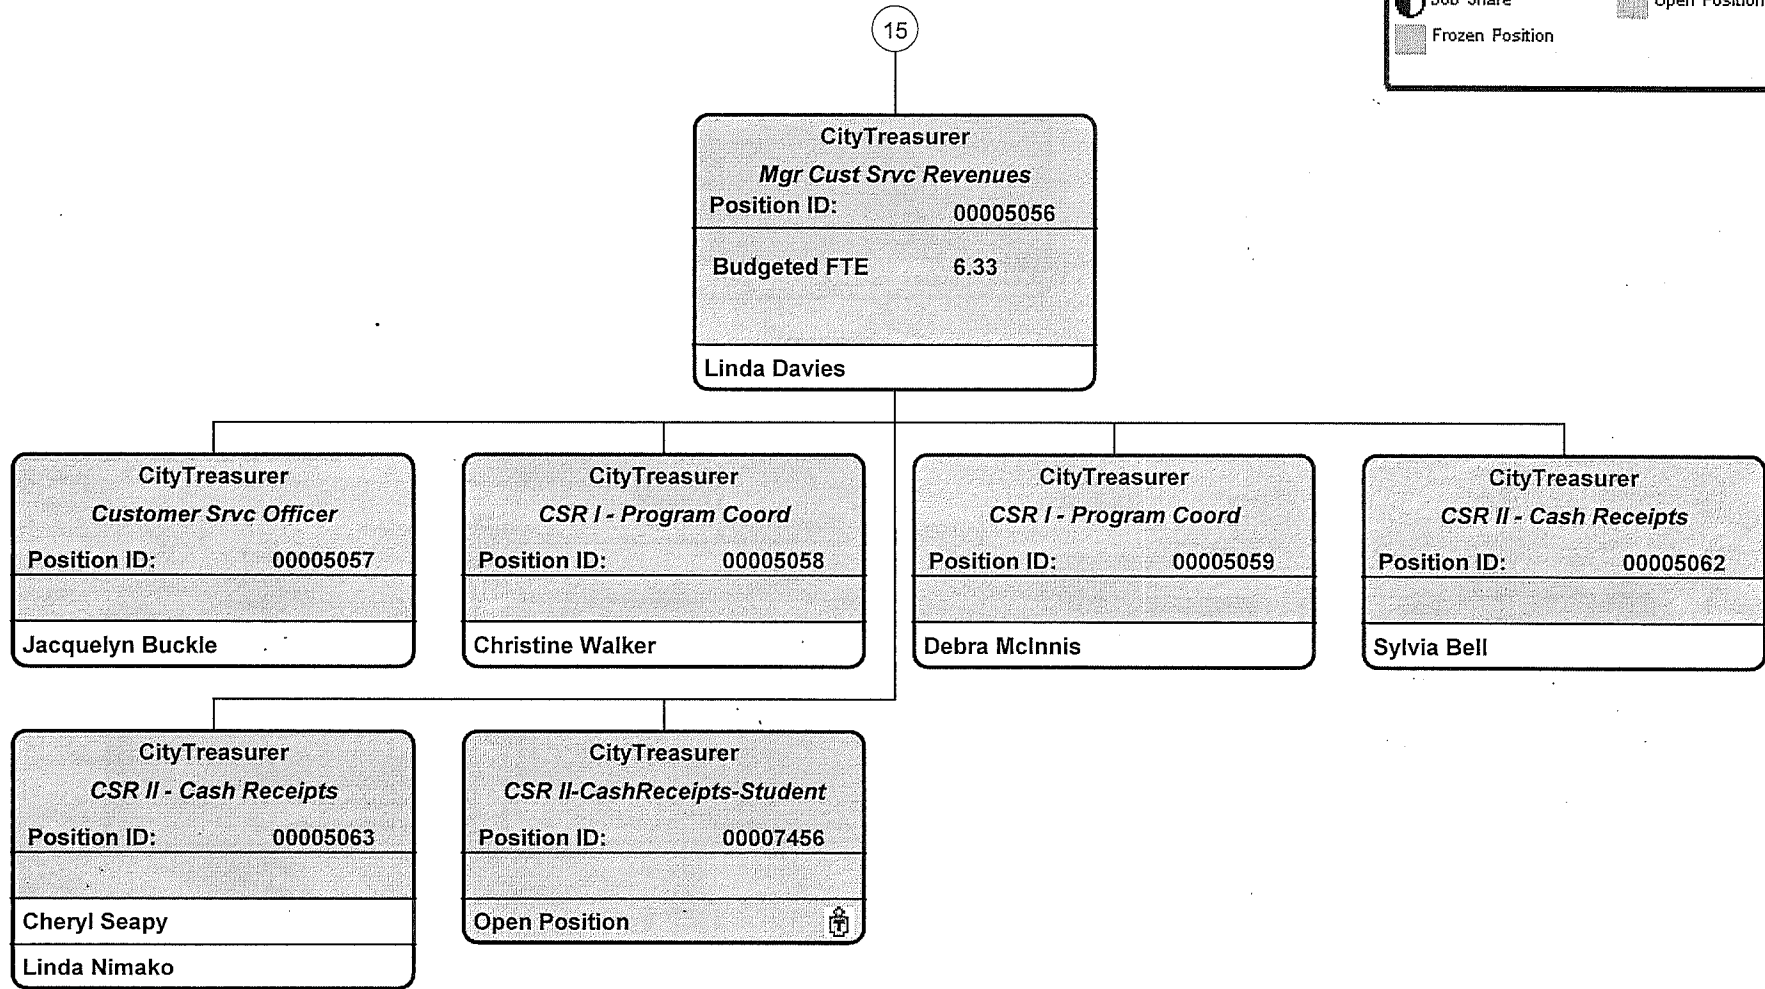 15
Job Share
Open Position
Frozen Position
CityTreasurer
Mgr Cust Srvc Revenues
Position ID: 00005056
Budgeted FTE 6.33
Linda Davies
CityTreasurer
Customer Srvc Officer
Position ID: 00005057
Jacquelyn Buckle
CityTreasurer
CSR I - Program Coord
Position ID: 00005058
Christine Walker
CityTreasurer
CSR I - Program Coord
Position ID: 00005059
Debra McInnis
CityTreasurer
CSR II - Cash Receipts
Position ID: 00005062
Sylvia Bell
CityTreasurer
CSR II - Cash Receipts
Position ID: 00005063
Cheryl Seapy
Linda Nimako
CityTreasurer
CSR II-CashReceipts-Student
Position ID: 00007456
Open Position
T